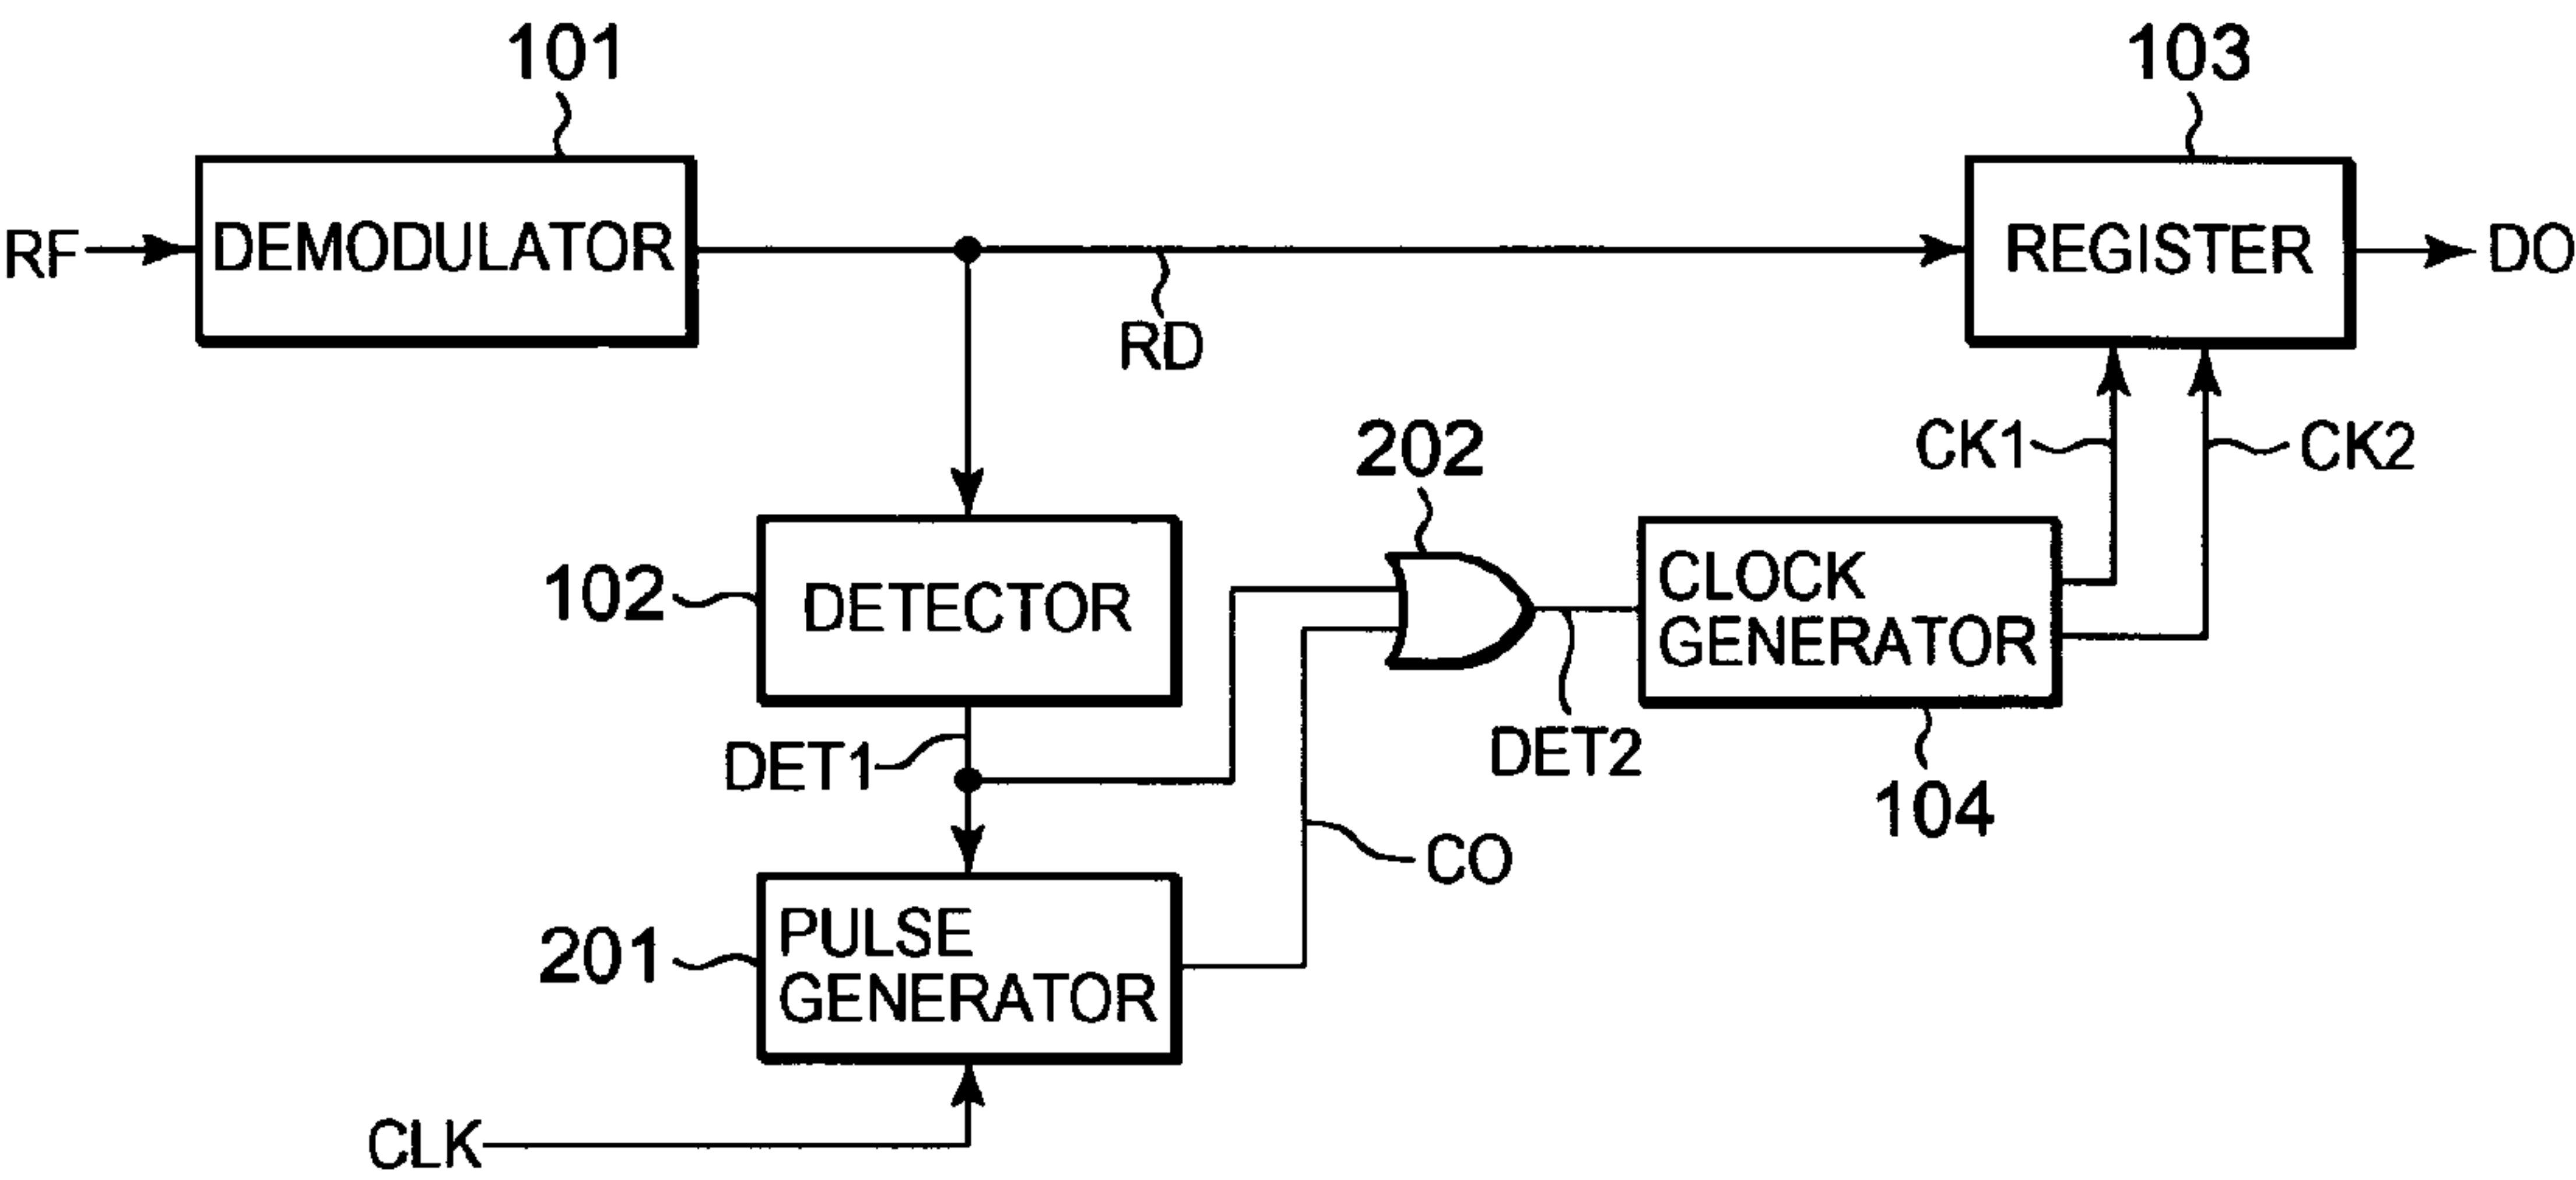 101
103
RF
DEMODULATOR
REGISTER
DO
RD
CK1
CK2
202
102
DETECTOR
CLOCK
GENERATOR
DET1
DET2
104
CO
201
PULSE
GENERATOR
CLK